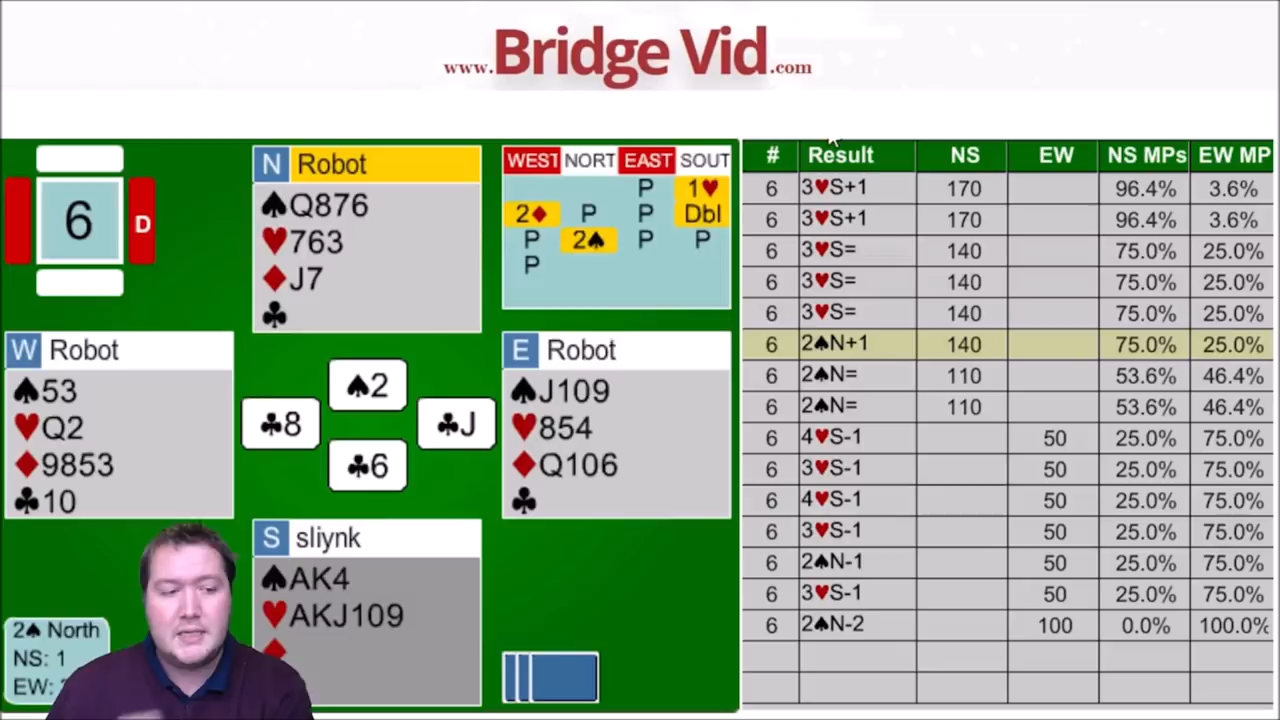 www.Bridge Vid.com
6
D
N Robot
♠Q876
♥763
♦J7
♣
WEST NORT EAST SOUT
P 1♥
2♦ P P Dbl
P 2♠ P P
P
W Robot
♠53
♥Q2
♦9853
♣10
♠2
♣8
♣J
♣6
E Robot
♠J109
♥854
♦Q106
♣
S sliynk
♠AK4
♥AKJ109
♦
2♠ North
NS: 1
EW:
# Result NS EW NS MPs EW MP
6 3♥S+1 170 96.4% 3.6%
6 3♥S+1 170 96.4% 3.6%
6 3♥S= 140 75.0% 25.0%
6 3♥S= 140 75.0% 25.0%
6 3♥S= 140 75.0% 25.0%
6 2♠N+1 140 75.0% 25.0%
6 2♠N= 110 53.6% 46.4%
6 2♠N= 110 53.6% 46.4%
6 4♥S-1 50 25.0% 75.0%
6 3♥S-1 50 25.0% 75.0%
6 4♥S-1 50 25.0% 75.0%
6 3♥S-1 50 25.0% 75.0%
6 2♠N-1 50 25.0% 75.0%
6 3♥S-1 50 25.0% 75.0%
6 2♠N-2 100 0.0% 100.0%